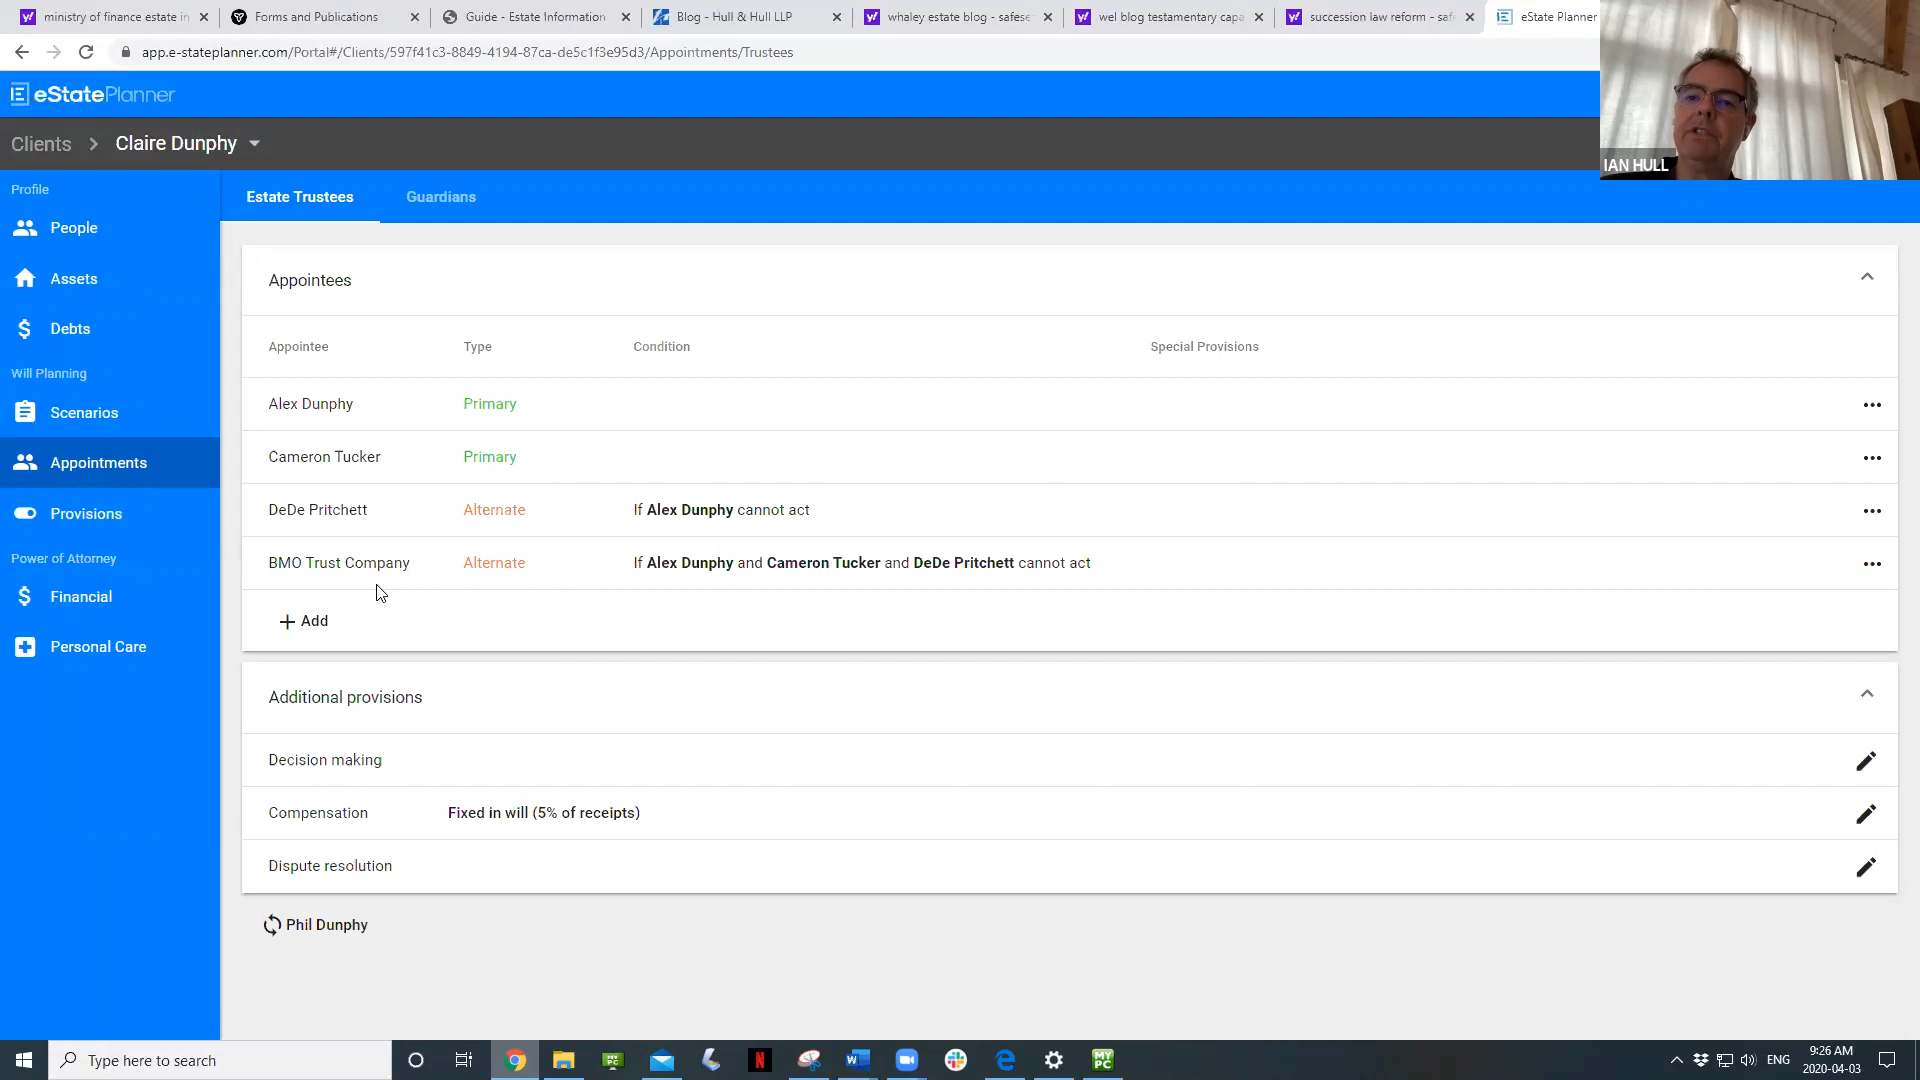 ministry of finance estate in
Forms and Publications
Guide - Estate Information
Blog - Hull & Hull LLP
whaley estate blog - safese
wel blog testamentary capa
succession law reform - saf
eState Planner
app.e-stateplanner.com/Portal#/Clients/597f41c3-8849-4194-87ca-de5c1f3e95d3/Appointments/Trustees
eStatePlanner
Clients > Claire Dunphy
IAN HULL
Profile
People
Assets
Debts
Will Planning
Scenarios
Appointments
Provisions
Power of Attorney
Financial
Personal Care
Estate Trustees Guardians
Appointees
Appointee Type Condition Special Provisions
Alex Dunphy Primary
Cameron Tucker Primary
DeDe Pritchett Alternate If Alex Dunphy cannot act
BMO Trust Company Alternate If Alex Dunphy and Cameron Tucker and DeDe Pritchett cannot act
+ Add
Additional provisions
Decision making
Compensation Fixed in will (5% of receipts)
Dispute resolution
Phil Dunphy
Type here to search
MY PC
ENG
9:26 AM
2020-04-03